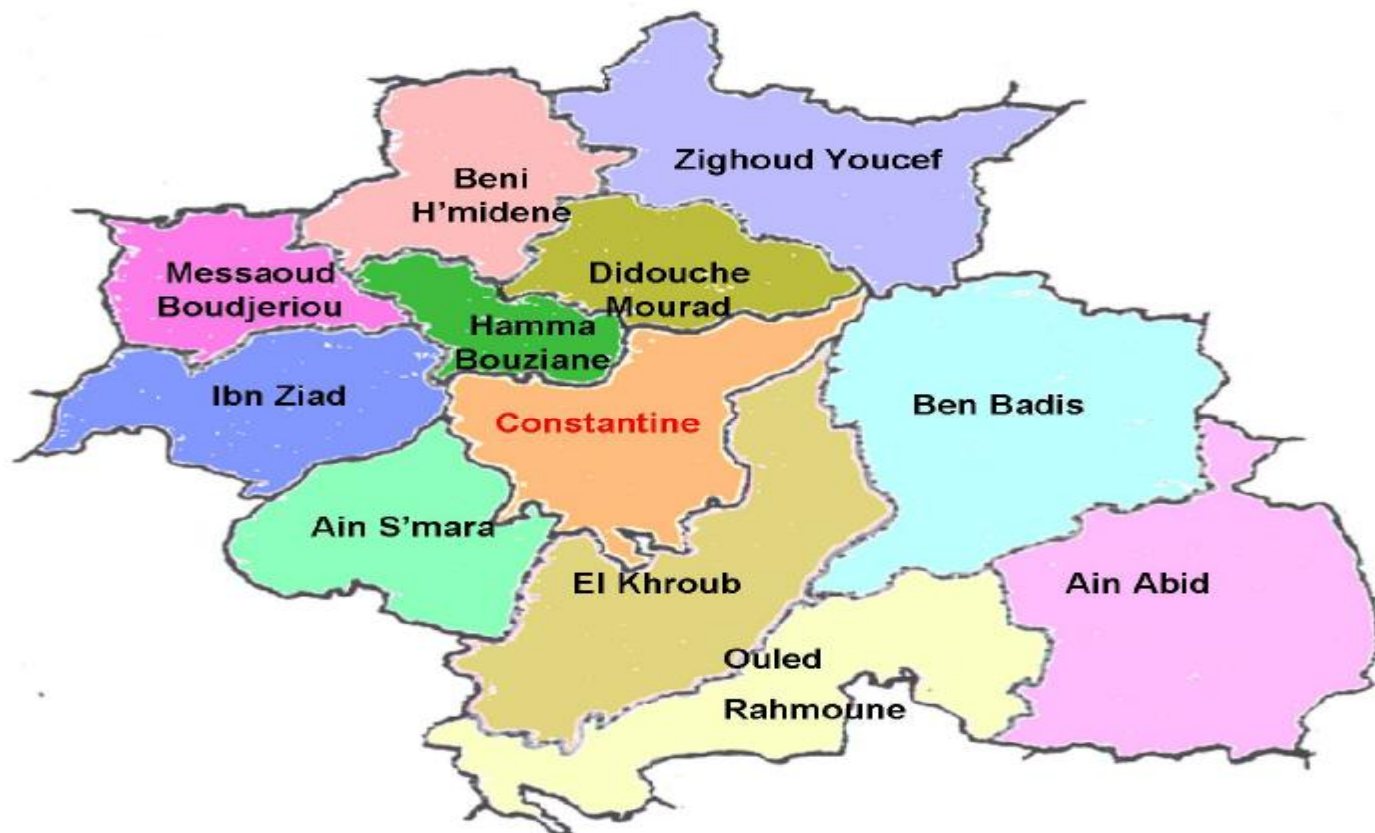 Zighoud Youcef
Beni
H'midene
Messaoud
Boudjeriou
Didouche
Mourad
Hamma
Bouziane
Ibn Ziad
Constantine
Ben Badis
Ain S'mara
El Khroub
Ain Abid
Ouled
Rahmoune